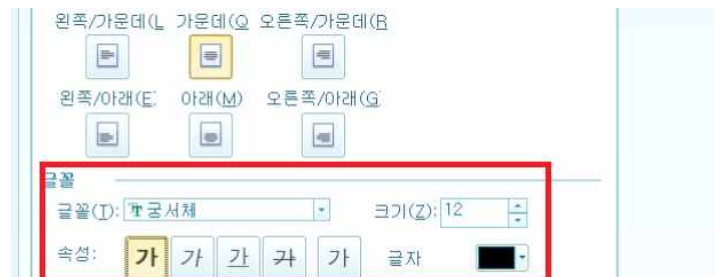 왼쪽/가운데(L 가운데(Q 오른쪽/가운데(R
왼쪽/아래(E: 아래(M) 오른쪽/아래(G
글꼴
글꼴(T): 궁서체 크기(Z): 12
속성: 가 가 가 가 가 글자